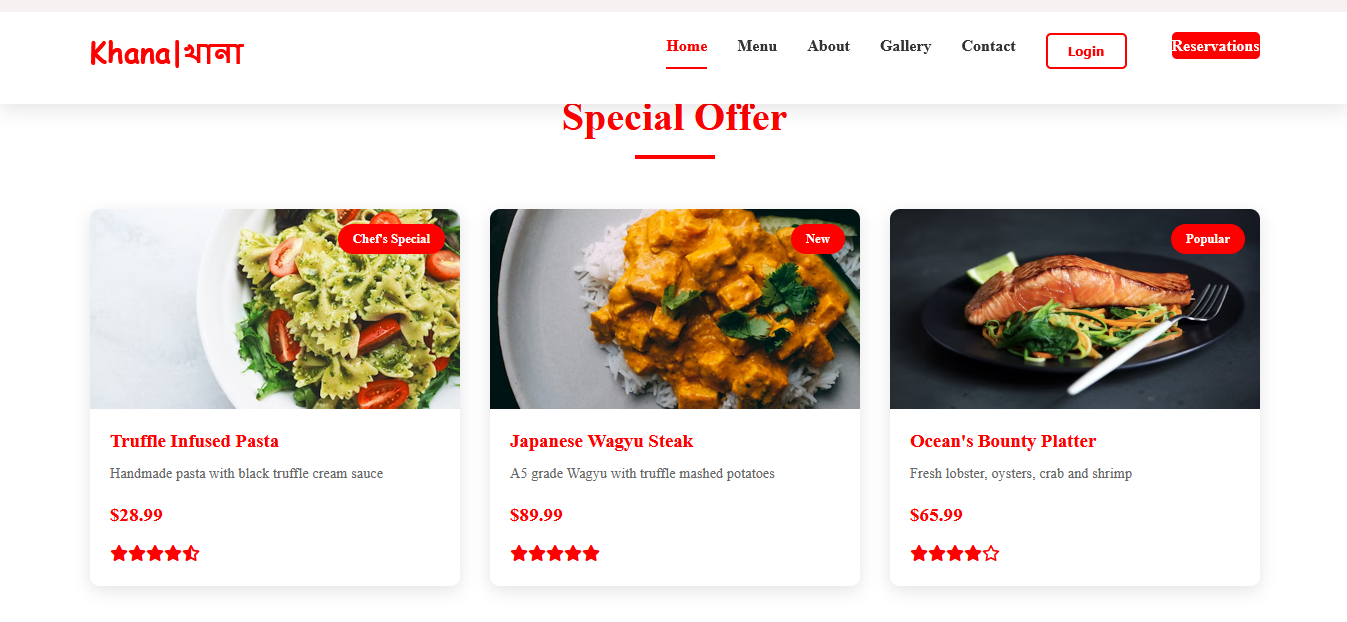 Khana|খানা
Home Menu About Gallery Contact Login Reservations
Special Offer
Chef's Special
New
Popular
Truffle Infused Pasta
Handmade pasta with black truffle cream sauce
$28.99
Japanese Wagyu Steak
A5 grade Wagyu with truffle mashed potatoes
$89.99
Ocean's Bounty Platter
Fresh lobster, oysters, crab and shrimp
$65.99